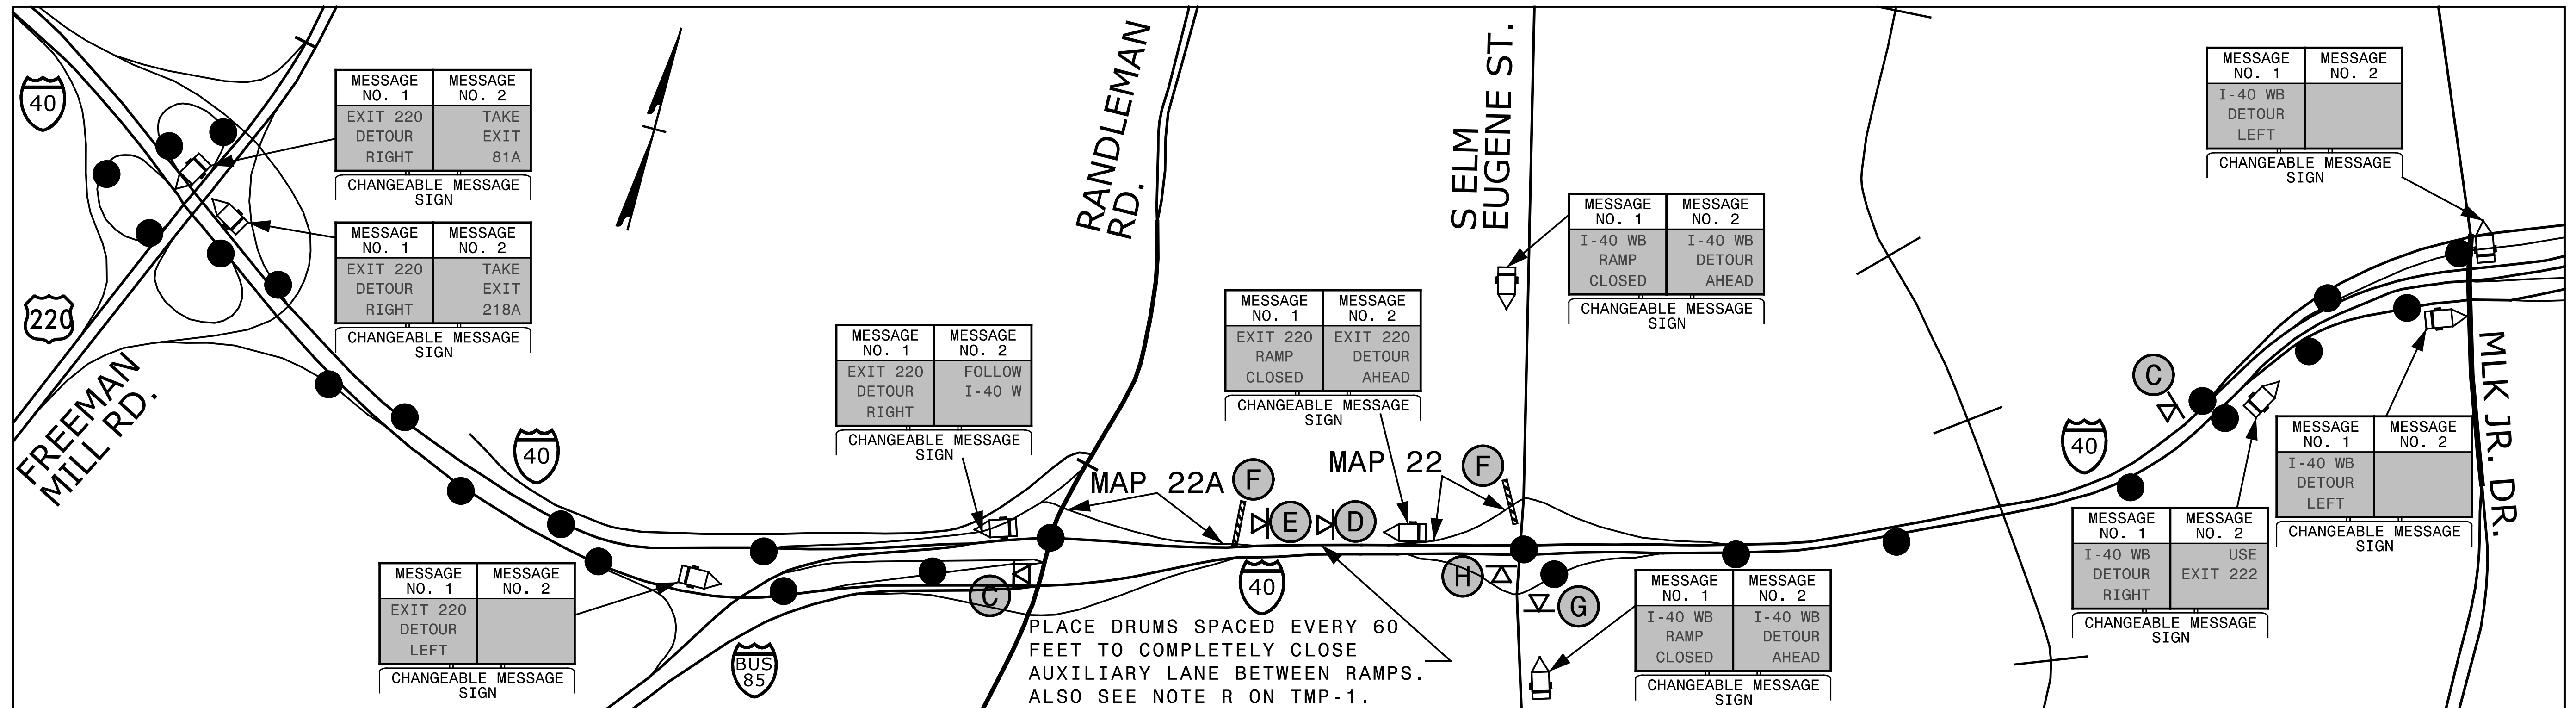 40
MESSAGE NO. 1
MESSAGE NO. 2
EXIT 220
DETOUR
RIGHT
TAKE
EXIT
81A
CHANGEABLE MESSAGE
SIGN
MESSAGE NO. 1
MESSAGE NO. 2
EXIT 220
DETOUR
RIGHT
TAKE
EXIT
218A
CHANGEABLE MESSAGE
SIGN
220
FREEMAN
MILL RD.
40
MESSAGE NO. 1
MESSAGE NO. 2
EXIT 220
DETOUR
LEFT
CHANGEABLE MESSAGE
SIGN
BUS
85
RANDLEMAN
RD.
MESSAGE NO. 1
MESSAGE NO. 2
EXIT 220
DETOUR
RIGHT
FOLLOW
I-40 W
CHANGEABLE MESSAGE
SIGN
C
MAP 22A
F
E
D
40
PLACE DRUMS SPACED EVERY 60
FEET TO COMPLETELY CLOSE
AUXILIARY LANE BETWEEN RAMPS.
ALSO SEE NOTE R ON TMP-1.
MESSAGE NO. 1
MESSAGE NO. 2
EXIT 220
RAMP
CLOSED
EXIT 220
DETOUR
AHEAD
CHANGEABLE MESSAGE
SIGN
MAP 22
F
H
G
S ELM
EUGENE ST.
MESSAGE NO. 1
MESSAGE NO. 2
I-40 WB
RAMP
CLOSED
I-40 WB
DETOUR
AHEAD
CHANGEABLE MESSAGE
SIGN
MESSAGE NO. 1
MESSAGE NO. 2
I-40 WB
RAMP
CLOSED
I-40 WB
DETOUR
AHEAD
CHANGEABLE MESSAGE
SIGN
40
C
MESSAGE NO. 1
MESSAGE NO. 2
I-40 WB
DETOUR
LEFT
CHANGEABLE MESSAGE
SIGN
MESSAGE NO. 1
MESSAGE NO. 2
I-40 WB
DETOUR
LEFT
CHANGEABLE MESSAGE
SIGN
MESSAGE NO. 1
MESSAGE NO. 2
I-40 WB
DETOUR
RIGHT
USE
EXIT 222
CHANGEABLE MESSAGE
SIGN
MLK JR. DR.